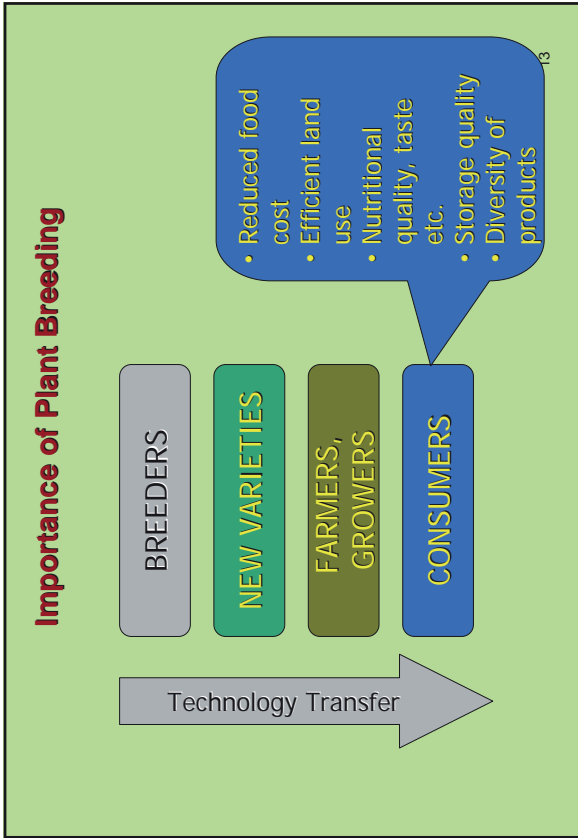 Importance of Plant Breeding
BREEDERS
NEW VARIETIES
FARMERS,
GROWERS
CONSUMERS
Technology Transfer
• Reduced food
cost
• Efficient land
use
• Nutritional
quality, taste
etc.
• Storage quality
• Diversity of
products
13